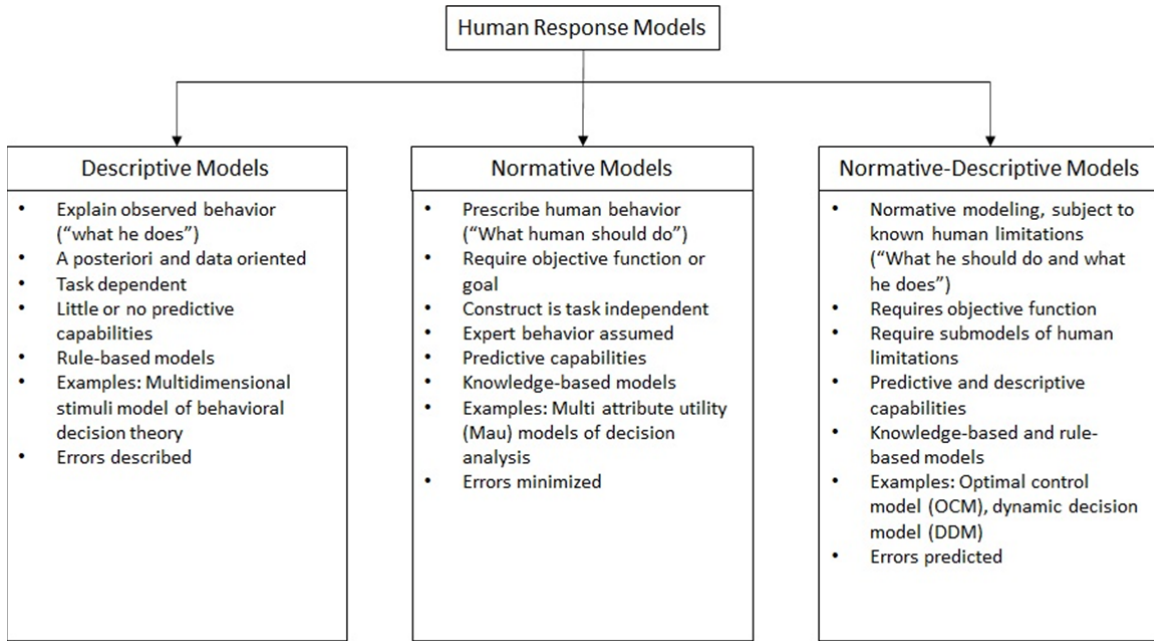 Human Response Models
Descriptive Models
• Explain observed behavior
(“what he does”)
• A posteriori and data oriented
• Task dependent
• Little or no predictive
capabilities
• Rule-based models
• Examples: Multidimensional
stimuli model of behavioral
decision theory
• Errors described
Normative Models
• Prescribe human behavior
(“What human should do”)
• Require objective function or
goal
• Construct is task independent
• Expert behavior assumed
• Predictive capabilities
• Knowledge-based models
• Examples: Multi attribute utility
(Mau) models of decision
analysis
• Errors minimized
Normative-Descriptive Models
• Normative modeling, subject to
known human limitations
(“What he should do and what
he does”)
• Requires objective function
• Require submodels of human
limitations
• Predictive and descriptive
capabilities
• Knowledge-based and rule-
based models
• Examples: Optimal control
model (OCM), dynamic decision
model (DDM)
• Errors predicted